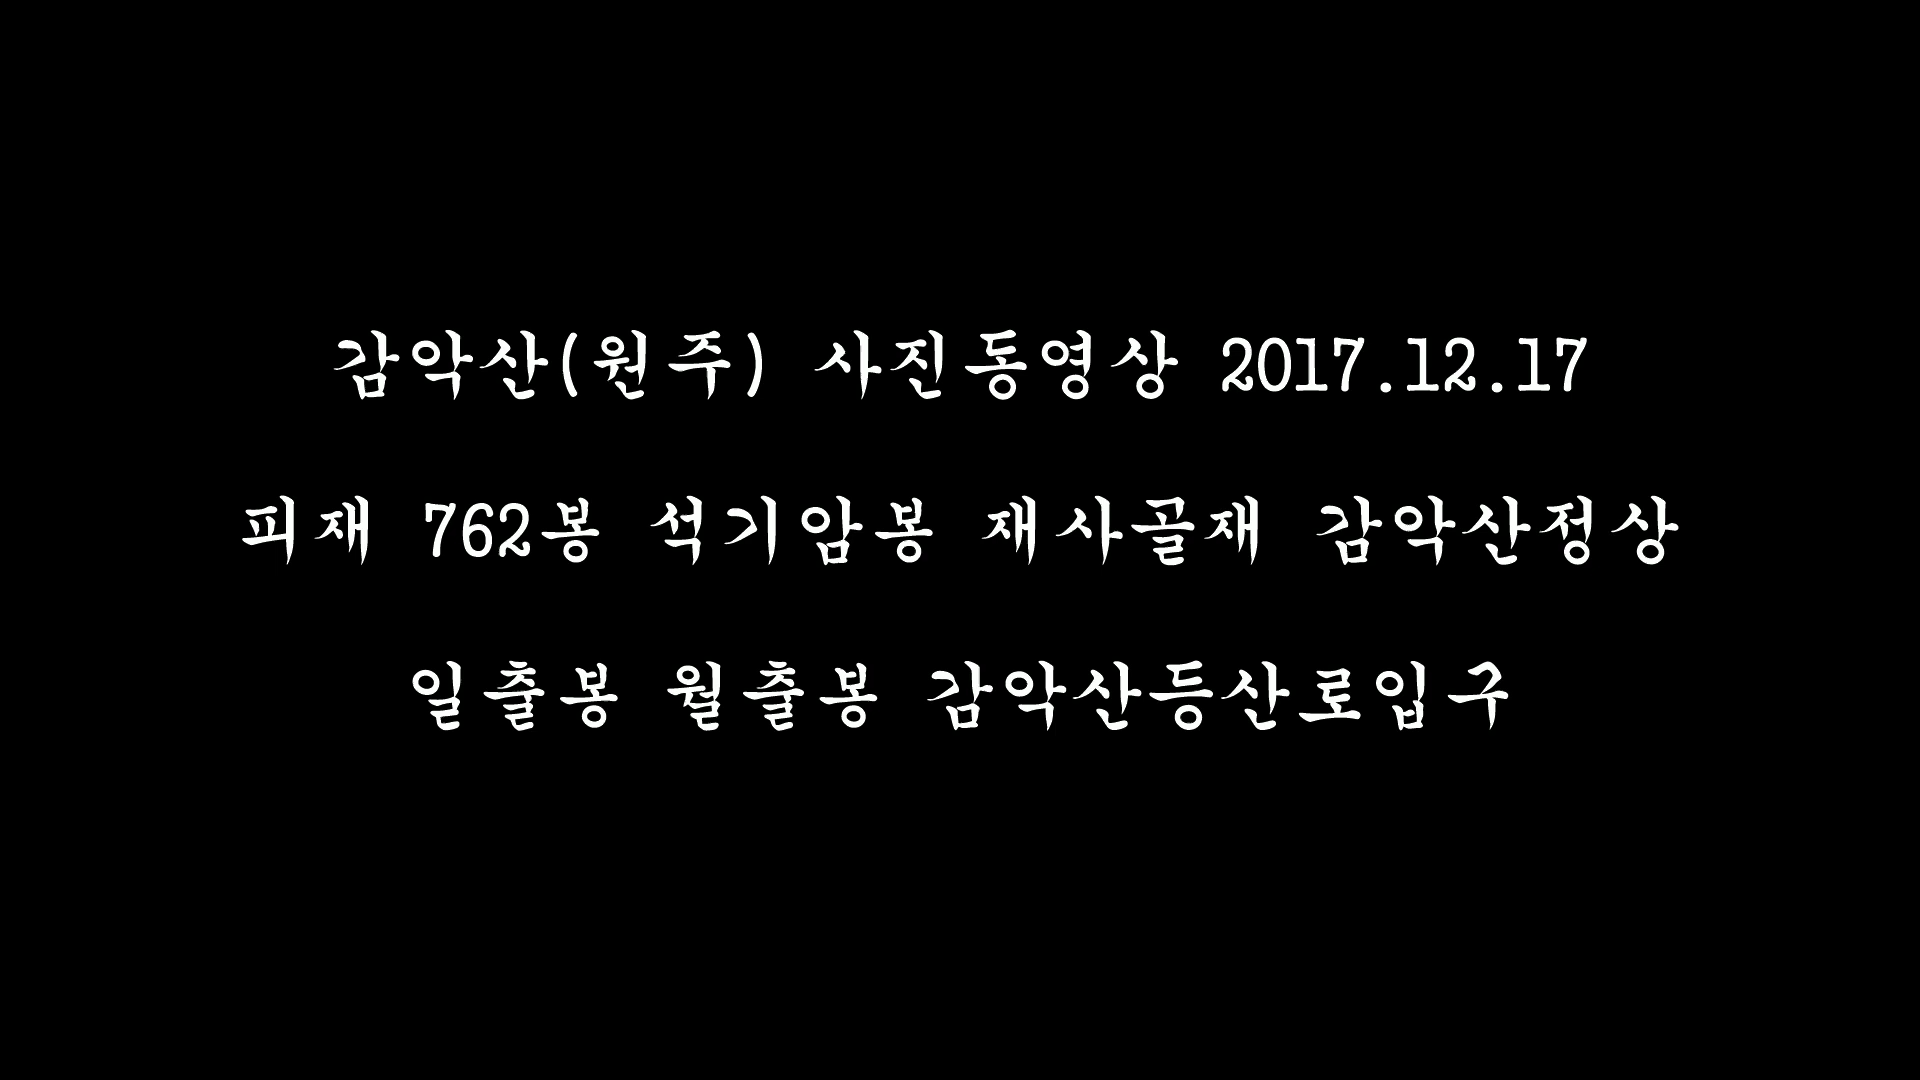 감악산(원주) 사진동영상 2017.12.17
피재 762봉 석기암봉 재사골재 감악산정상
일출봉 월출봉 감악산등산로입구